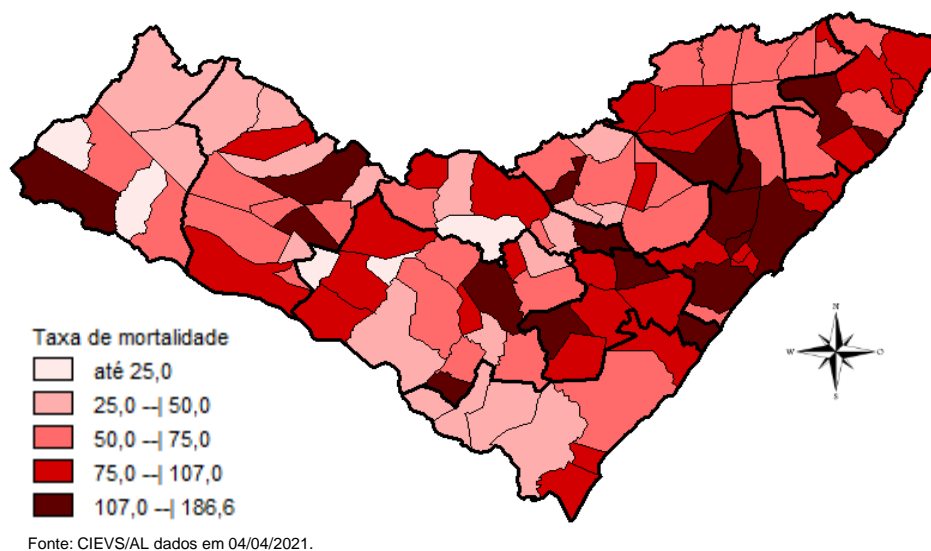 Taxa de mortalidade
até 25,0
25,0 --| 50,0
50,0 --| 75,0
75,0 --| 107,0
107,0 --| 186,6
N
W
O
S
Fonte: CIEVS/AL dados em 04/04/2021.